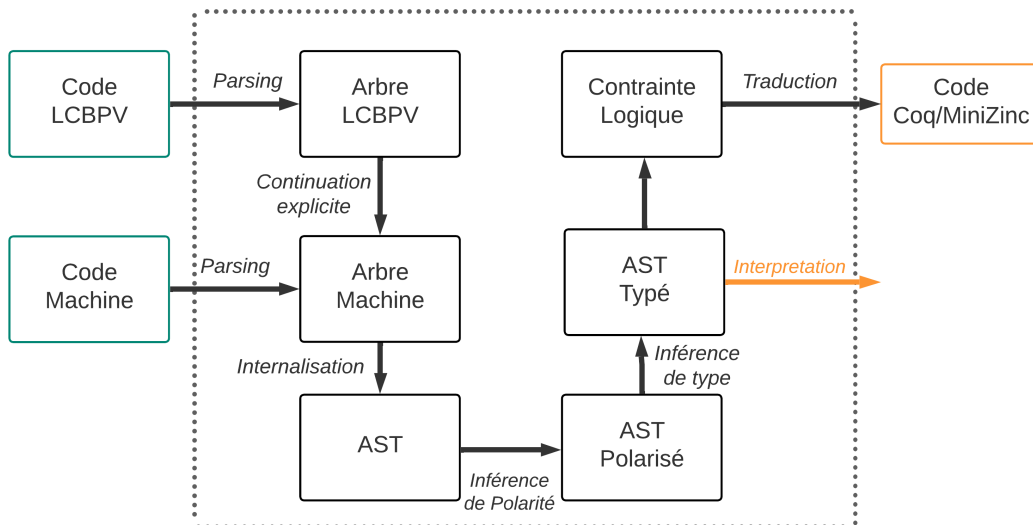 Code
LCBPV
Parsing
Arbre
LCBPV
Contrainte
Logique
Traduction
Code
Coq/MiniZinc
Continuation
explicite
Code
Machine
Parsing
Arbre
Machine
AST
Typé
Interpretation
Internalisation
Inférence
de type
AST
Inférence
de Polarité
AST
Polarisé